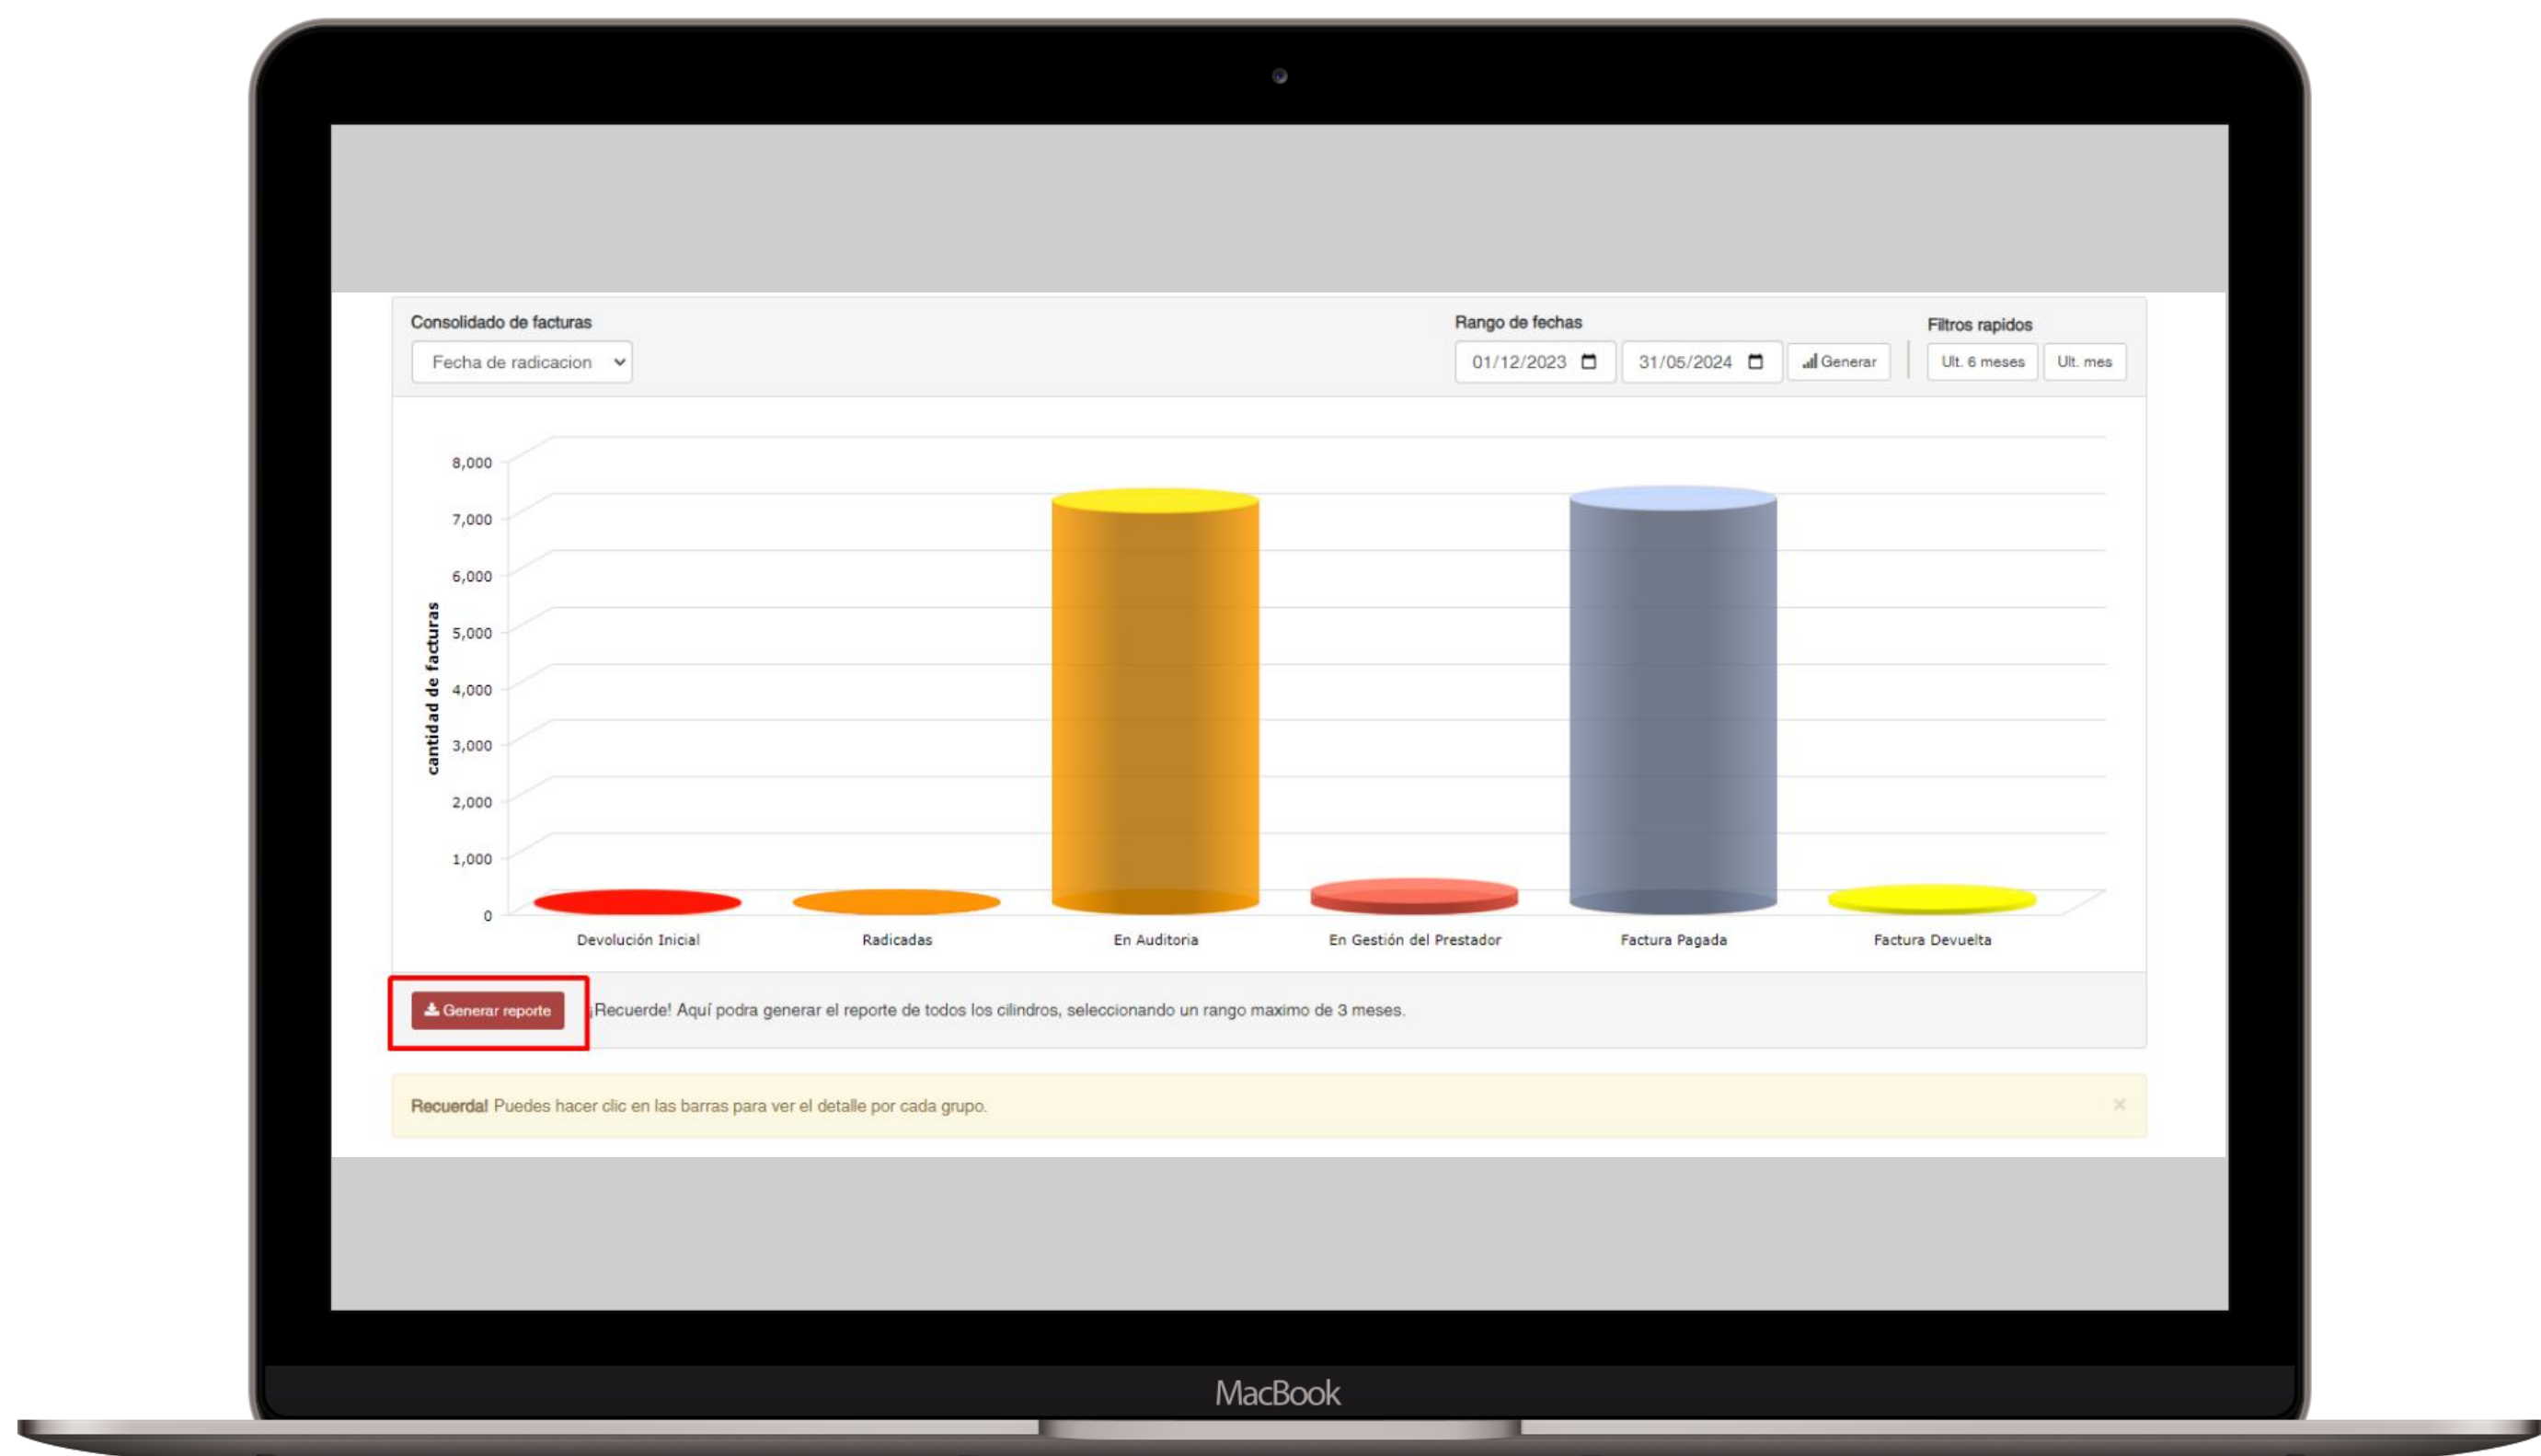 Consolidado de facturas
Fecha de radicacion
Rango de fechas
01/12/2023
31/05/2024
Generar
Filtros rapidos
Ult. 6 meses
Ult. mes
cantidad de facturas
8,000
7,000
6,000
5,000
4,000
3,000
2,000
1,000
0
Devolución Inicial
Radicadas
En Auditoria
En Gestión del Prestador
Factura Pagada
Factura Devuelta
Generar reporte
¡Recuerde! Aquí podra generar el reporte de todos los cilindros, seleccionando un rango maximo de 3 meses.
Recuerda! Puedes hacer clic en las barras para ver el detalle por cada grupo.
×
MacBook